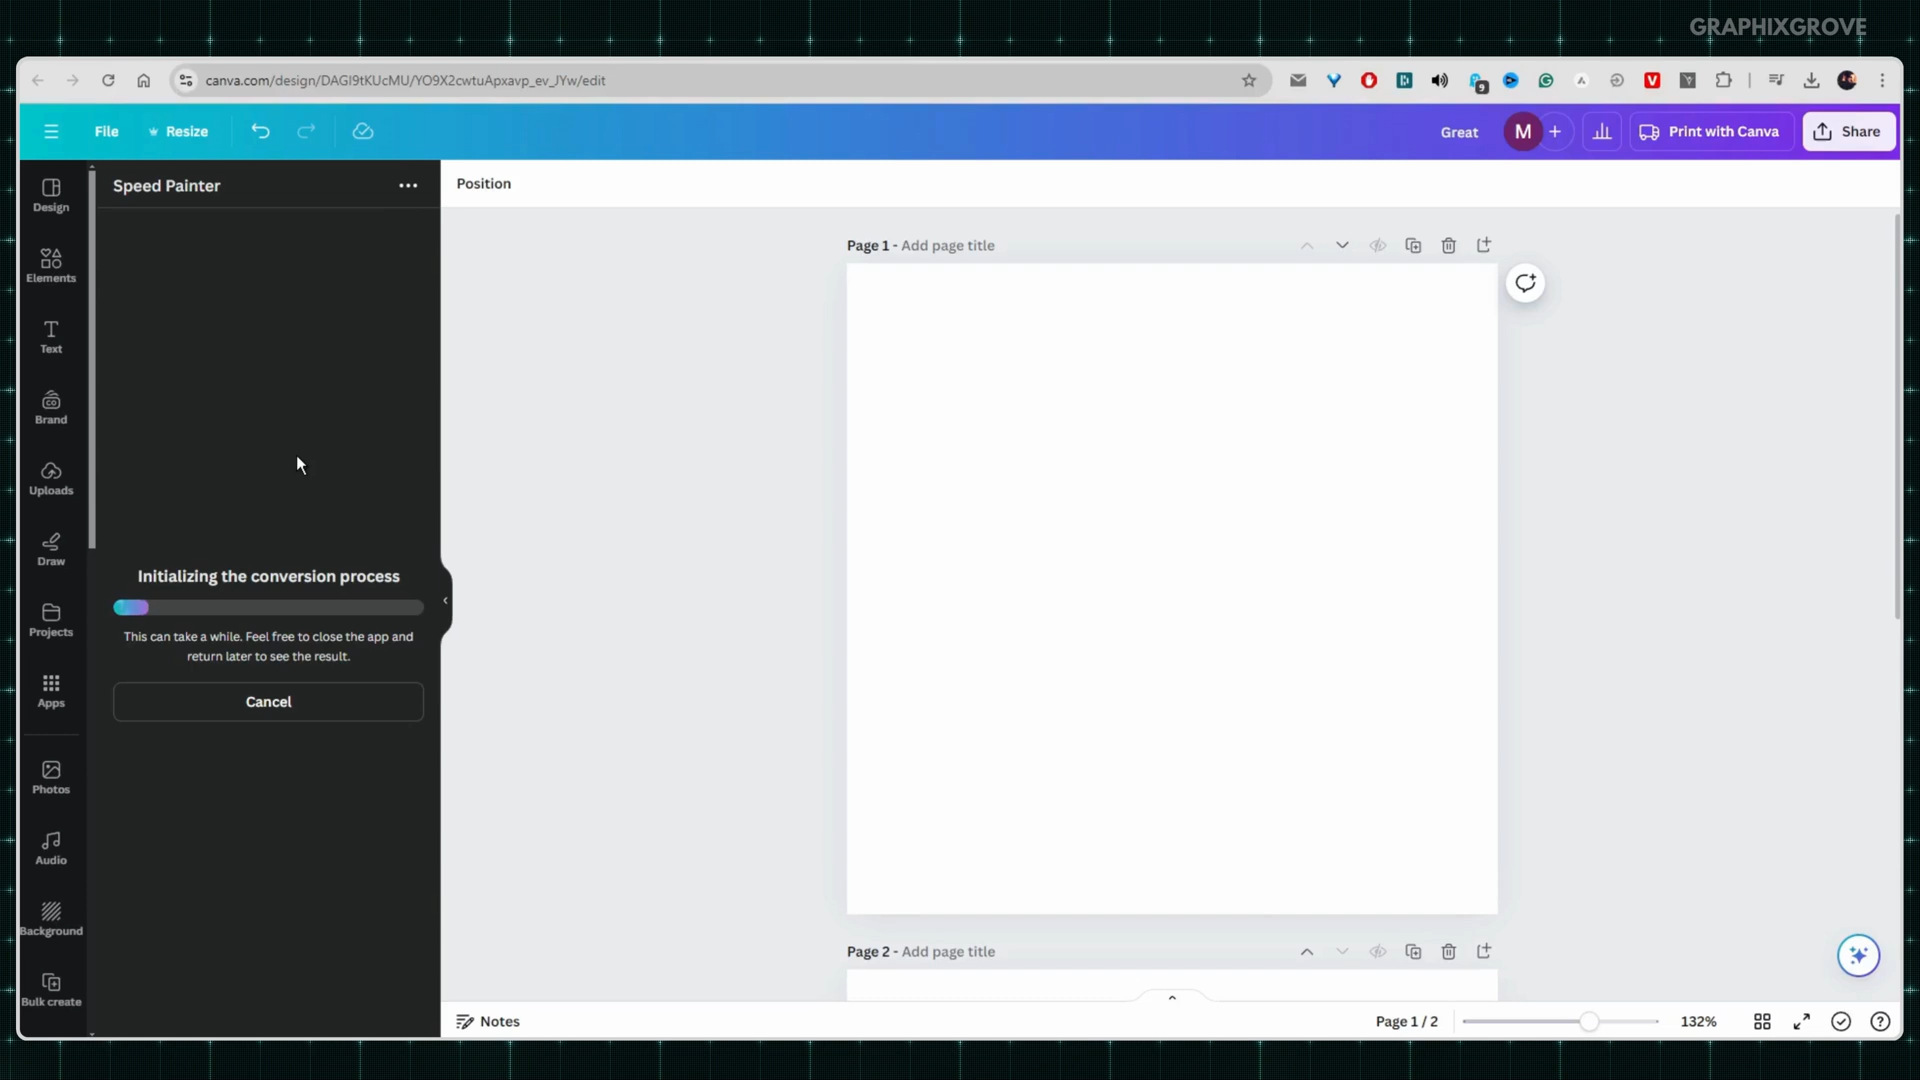 GRAPHIXGROVE
canva.com/design/DAGI9tKUcMU/YO9X2cwtuApxavp_ev_JYw/edit
9
File
Resize
Great
M
Print with Canva
Share
Design
Elements
Text
Brand
Uploads
Draw
Projects
Apps
Photos
Audio
Background
Bulk create
Speed Painter
Initializing the conversion process
This can take a while. Feel free to close the app and
return later to see the result.
Cancel
Position
Page 1 - Add page title
Page 2 - Add page title
Notes
Page 1 / 2
132%